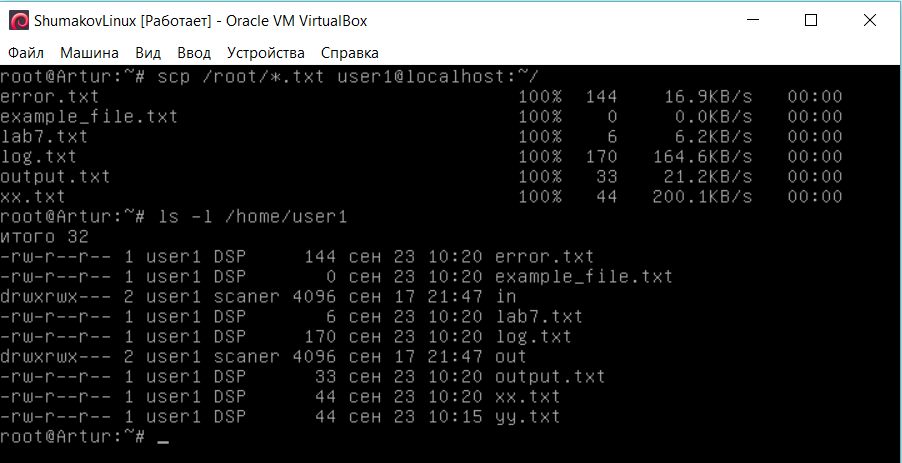 ShumakovLinux [Работает] - Oracle VM VirtualBox
Файл Машина Вид Ввод Устройства Справка
root@Artur:~# scp /root/*.txt user1@localhost:~/
error.txt 100% 144 16.9KB/s 00:00
example_file.txt 100% 0 0.0KB/s 00:00
lab7.txt 100% 6 6.2KB/s 00:00
log.txt 100% 170 164.6KB/s 00:00
output.txt 100% 33 21.2KB/s 00:00
xx.txt 100% 44 200.1KB/s 00:00
root@Artur:~# ls -l /home/user1
итого 32
-rw-r--r-- 1 user1 DSP 144 сен 23 10:20 error.txt
-rw-r--r-- 1 user1 DSP 0 сен 23 10:20 example_file.txt
drwxrwx--- 2 user1 scaner 4096 сен 17 21:47 in
-rw-r--r-- 1 user1 DSP 6 сен 23 10:20 lab7.txt
-rw-r--r-- 1 user1 DSP 170 сен 23 10:20 log.txt
drwxrwx--- 2 user1 scaner 4096 сен 17 21:47 out
-rw-r--r-- 1 user1 DSP 33 сен 23 10:20 output.txt
-rw-r--r-- 1 user1 DSP 44 сен 23 10:20 xx.txt
-rw-r--r-- 1 user1 DSP 44 сен 23 10:15 yy.txt
root@Artur:~# _